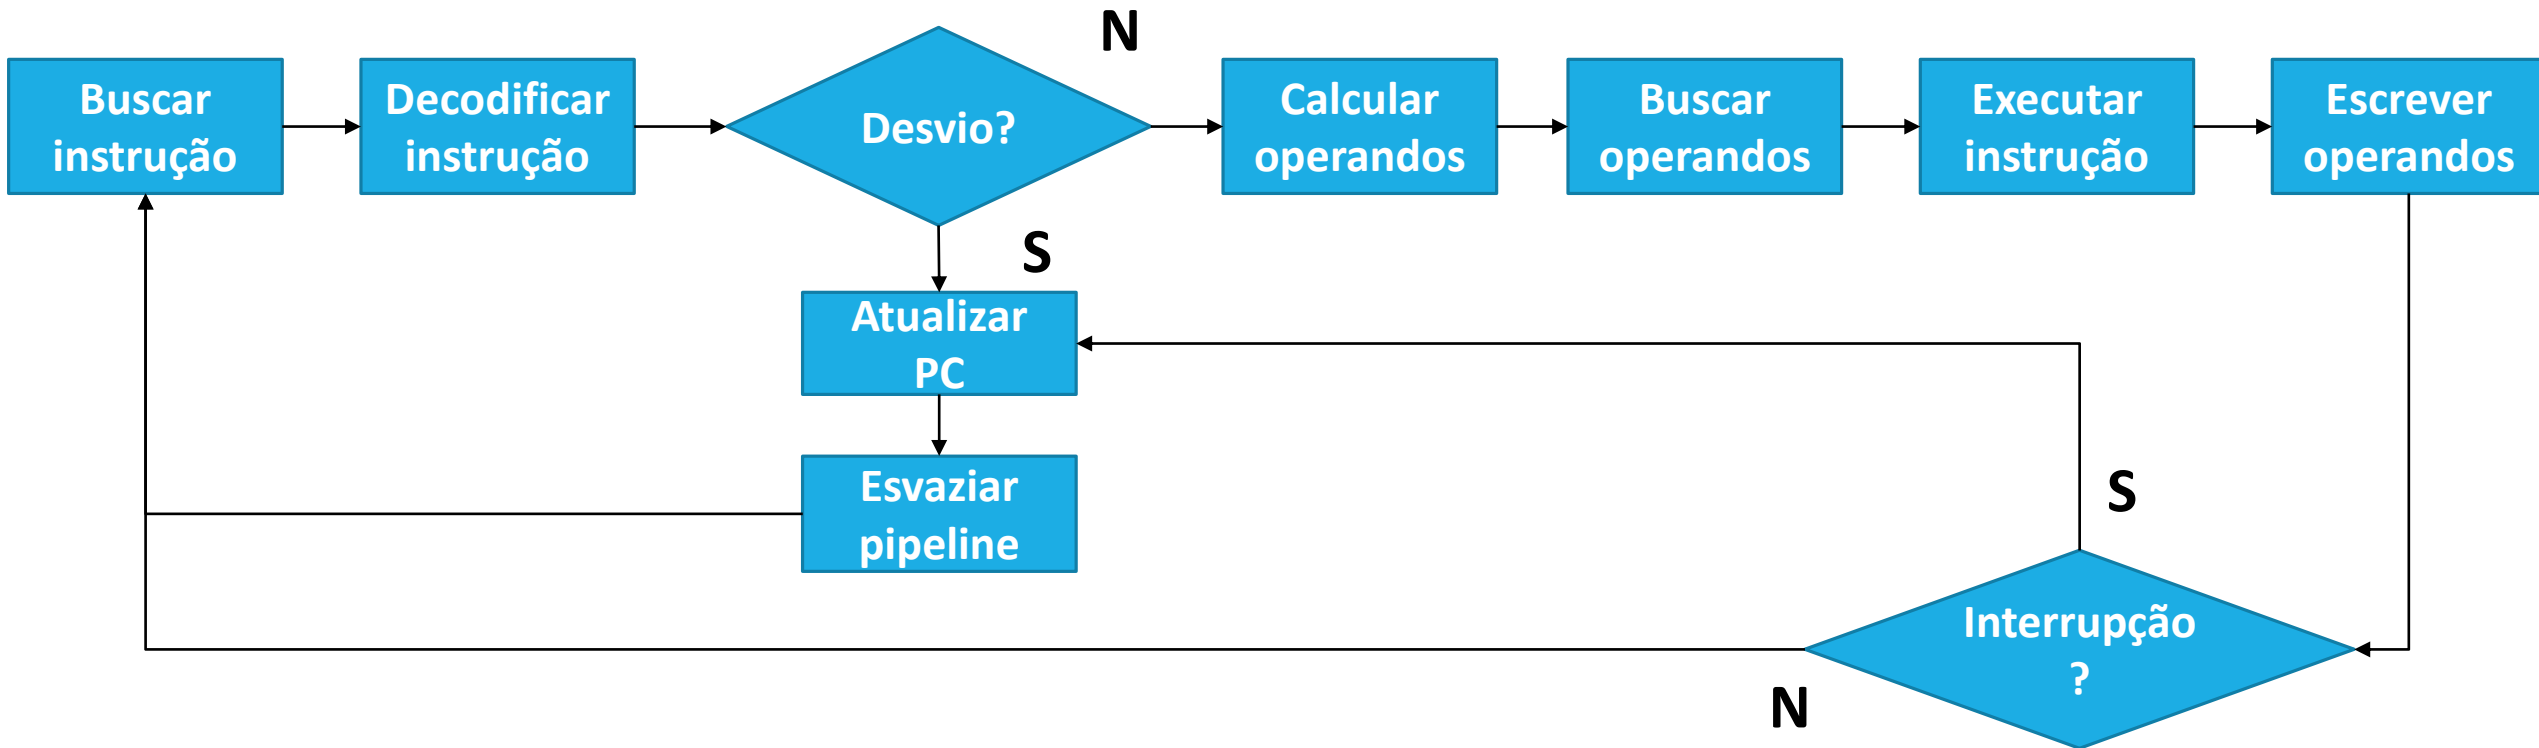 N
Buscar
instrução
Decodificar
instrução
Desvio?
Calcular
operandos
Buscar
operandos
Executar
instrução
Escrever
operandos
S
Atualizar
PC
Esvaziar
pipeline
S
Interrupção
?
N